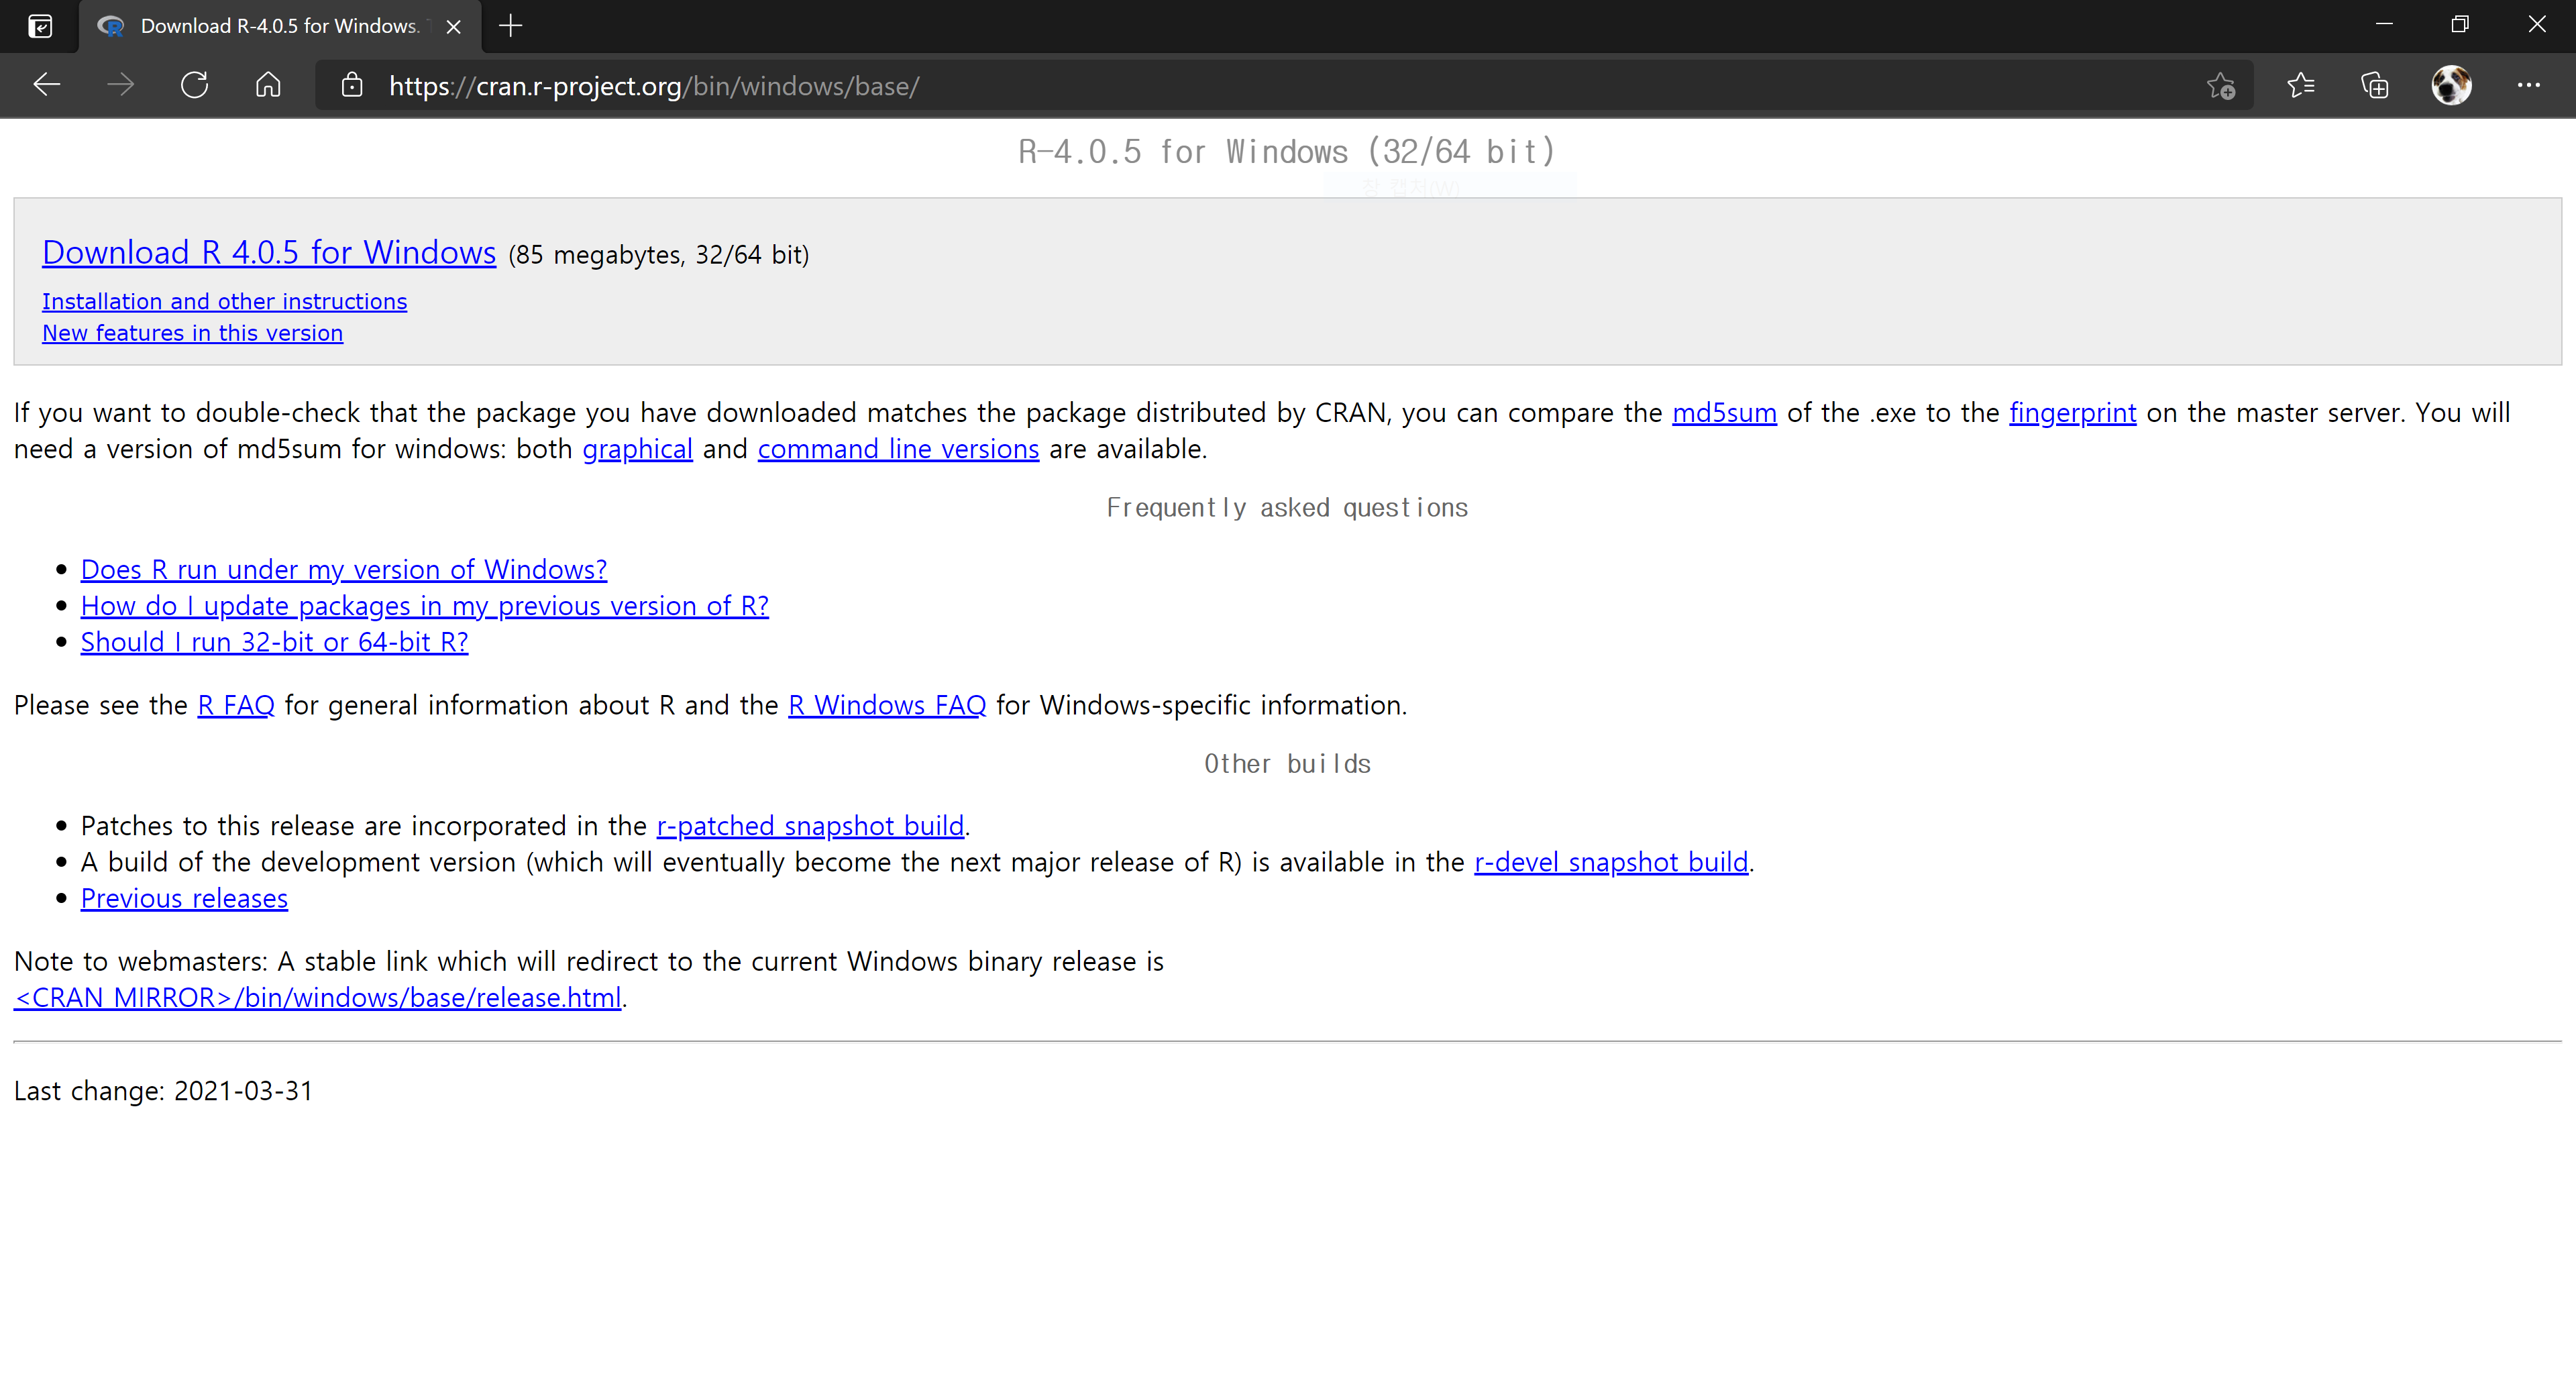 Download R-4.0.5 for Windows.
https://cran.r-project.org/bin/windows/base/
R-4.0.5 for Windows (32/64 bit)
창 캡처(W)
Download R 4.0.5 for Windows (85 megabytes, 32/64 bit)
Installation and other instructions
New features in this version
If you want to double-check that the package you have downloaded matches the package distributed by CRAN, you can compare the md5sum of the .exe to the fingerprint on the master server. You will
need a version of md5sum for windows: both graphical and command line versions are available.
Frequently asked questions
• Does R run under my version of Windows?
• How do I update packages in my previous version of R?
• Should I run 32-bit or 64-bit R?
Please see the R FAQ for general information about R and the R Windows FAQ for Windows-specific information.
Other builds
• Patches to this release are incorporated in the r-patched snapshot build.
• A build of the development version (which will eventually become the next major release of R) is available in the r-devel snapshot build.
• Previous releases
Note to webmasters: A stable link which will redirect to the current Windows binary release is
<CRAN MIRROR>/bin/windows/base/release.html.
Last change: 2021-03-31